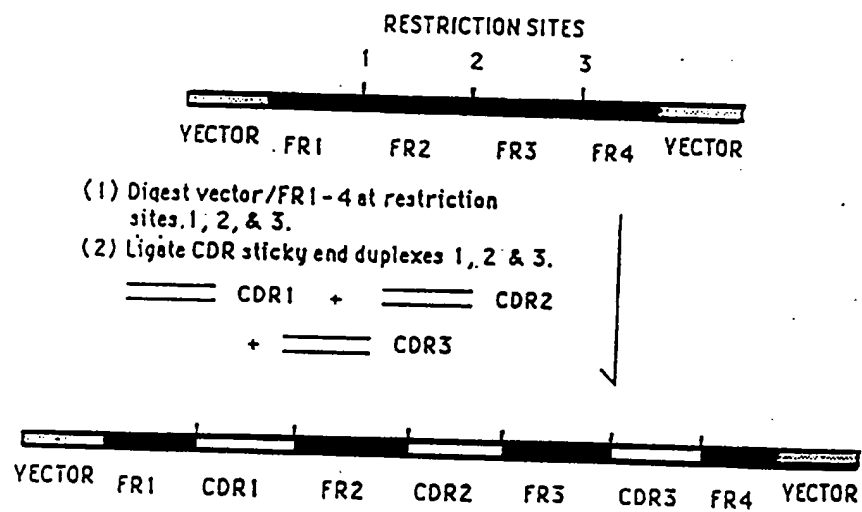 RESTRICTION SITES
1 2 3
VECTOR FR1 FR2 FR3 FR4 VECTOR
(1) Digest vector/FR1-4 at restriction
sites. 1, 2, & 3.
(2) Ligate CDR sticky end duplexes 1, 2 & 3.
CDR1 + CDR2
+ CDR3
VECTOR FR1 CDR1 FR2 CDR2 FR3 CDR3 FR4 VECTOR